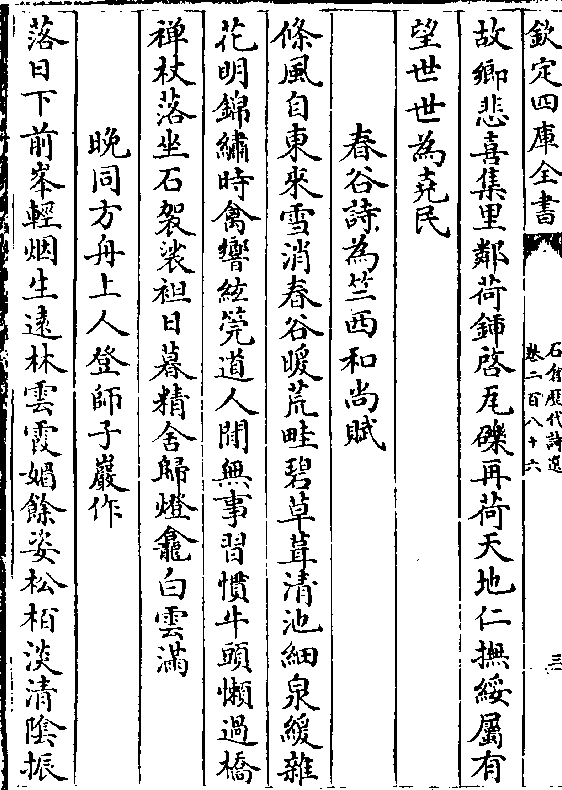 欽定四庫全書
石倉歷代詩選
卷二百八十六
三
故鄉悲喜集里鄰荷鍤啓瓦礫再荷天地仁撫綏屬有
望世世為堯民
春谷詩為竺西和尚賦
條風自東來雪消春谷暖荒畦碧草葺清池細泉緩雜
花明錦繡時禽響絃筦道人閒無事習慣牛頭懶過橋
禅杖落坐石袈裟袒日暮精舍歸燈龕白雲滿
晚同方舟上人登師子巖作
落日下前峯輕烟生遠林雲霞媚餘姿松柏淡清陰振